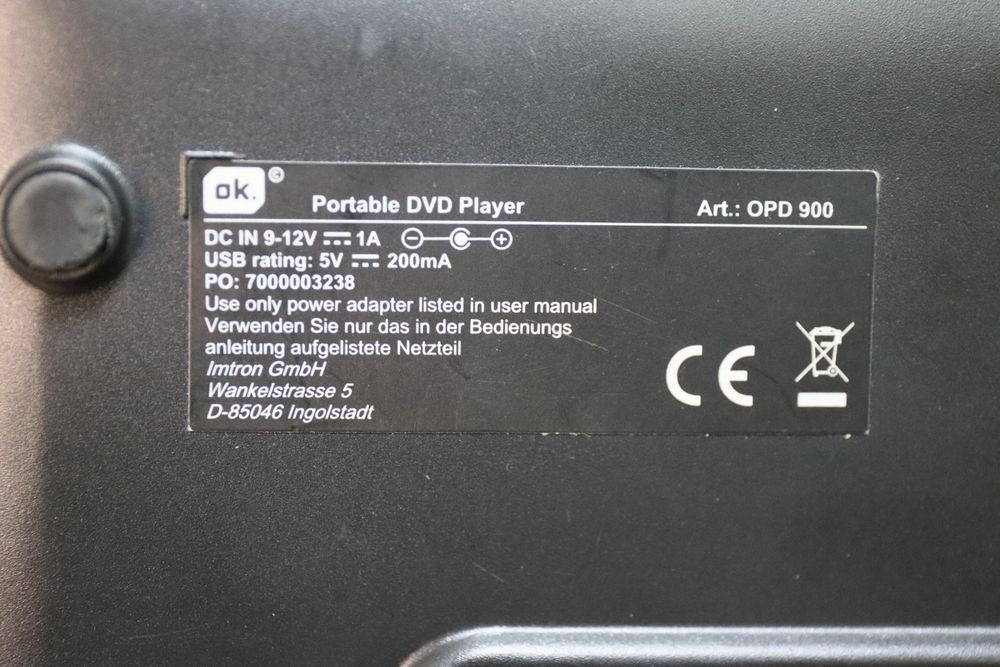 ok. ©
Portable DVD Player Art.: OPD 900
DC IN 9-12V ⎓ 1A
USB rating: 5V ⎓ 200mA
PO: 7000003238
Use only power adapter listed in user manual
Verwenden Sie nur das in der Bedienungs
anleitung aufgelistete Netzteil
Imtron GmbH
Wankelstrasse 5
D-85046 Ingolstadt
CE